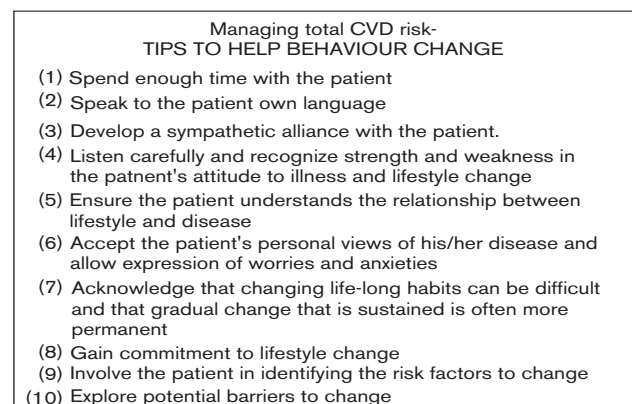 Managing total CVD risk-
TIPS TO HELP BEHAVIOUR CHANGE
(1) Spend enough time with the patient
(2) Speak to the patient own language
(3) Develop a sympathetic alliance with the patient.
(4) Listen carefully and recognize strength and weakness in
the patnent's attitude to illness and lifestyle change
(5) Ensure the patient understands the relationship between
lifestyle and disease
(6) Accept the patient's personal views of his/her disease and
allow expression of worries and anxieties
(7) Acknowledge that changing life-long habits can be difficult
and that gradual change that is sustained is often more
permanent
(8) Gain commitment to lifestyle change
(9) Involve the patient in identifying the risk factors to change
(10) Explore potential barriers to change